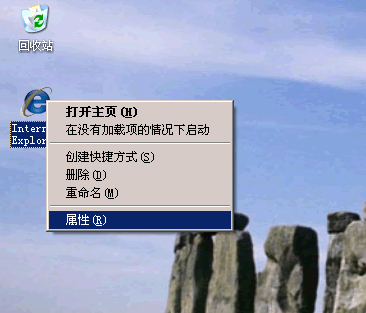 回收站
Intern
Explor
打开主页(H)
在没有加载项的情况下启动
创建快捷方式(S)
删除(D)
重命名(M)
属性(R)